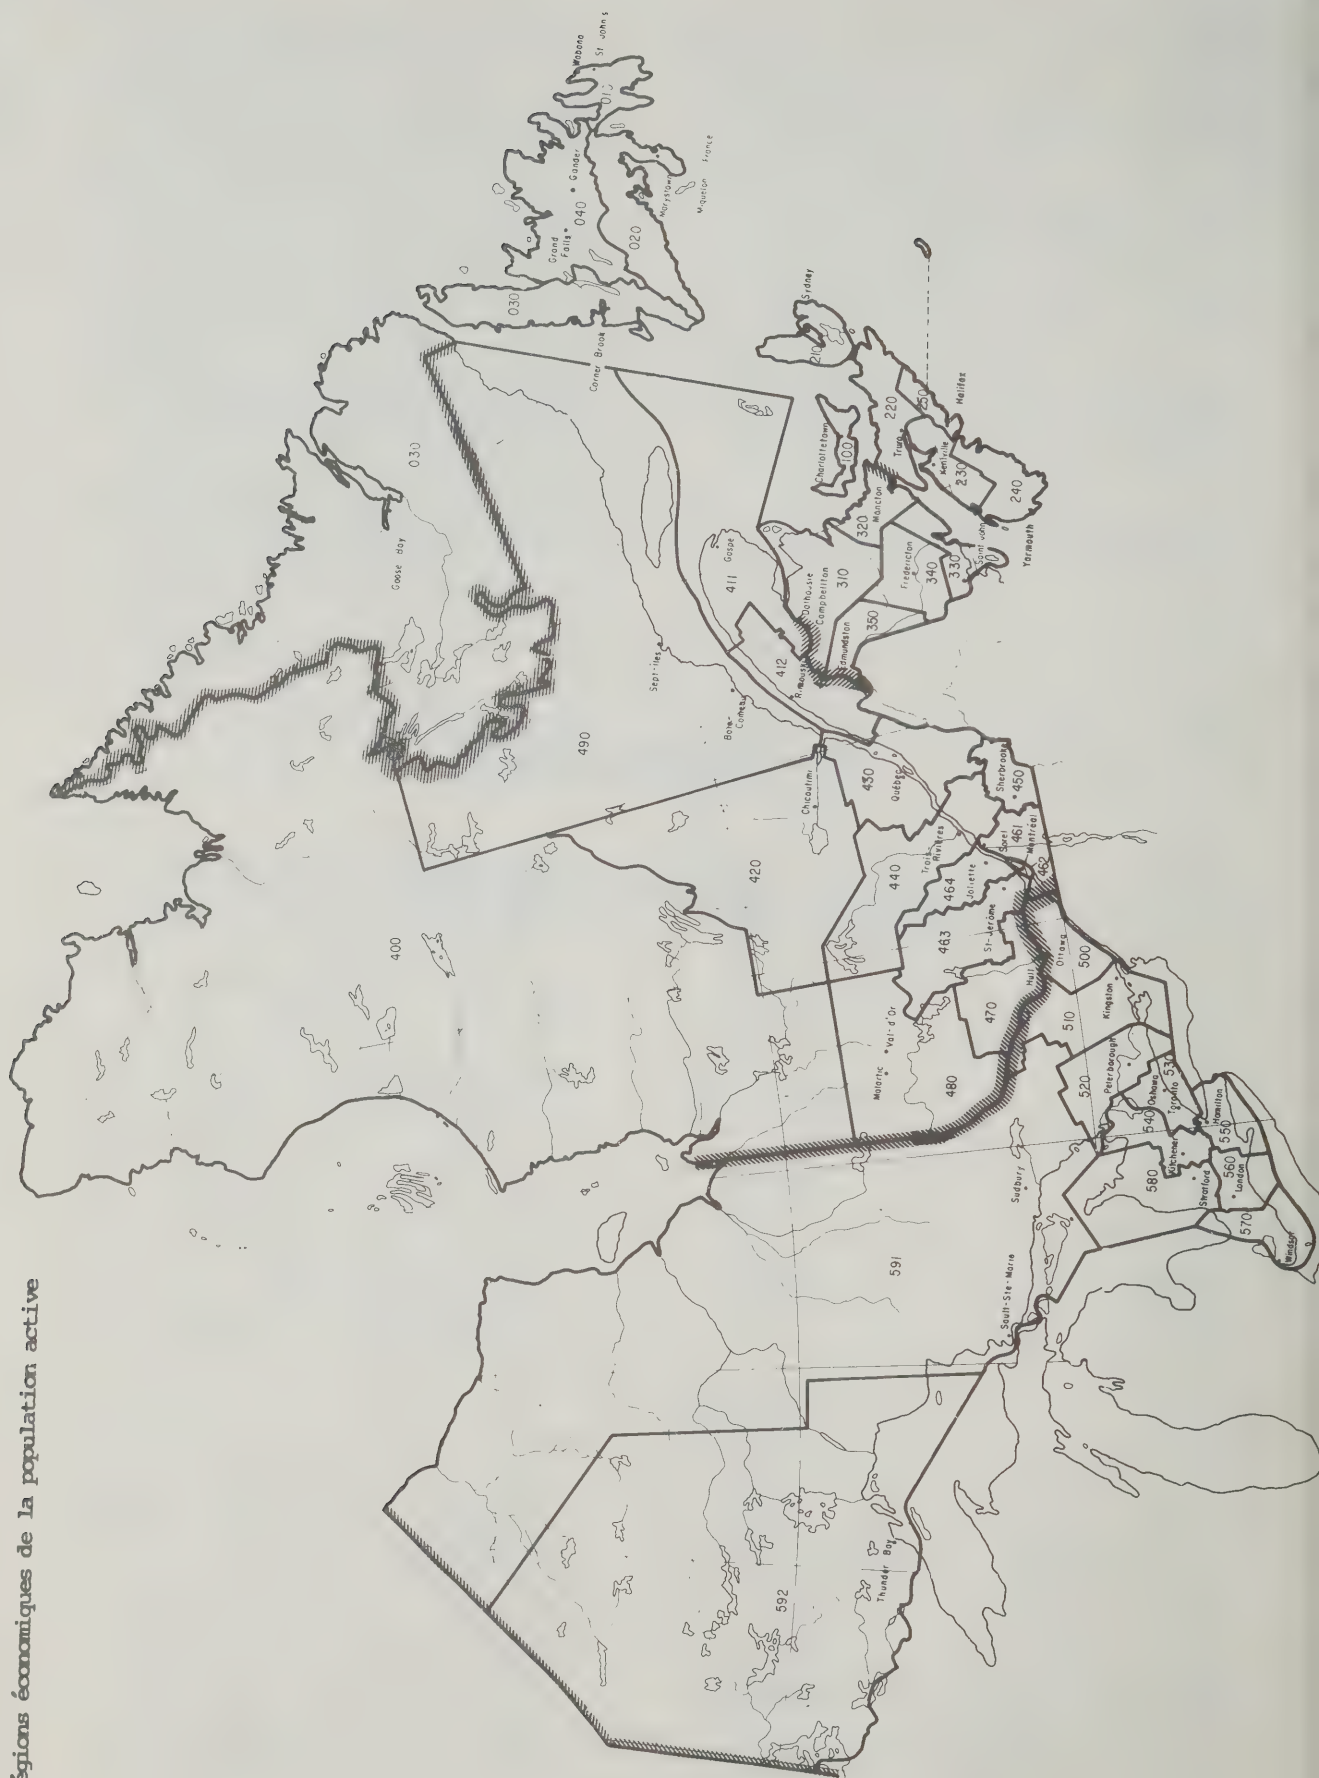 égions économiques de la population active
Wabana
St John's
010
Gander
040
Grand
Falls
Marystown
020
Miquelon France
030
Corner Brook
030
Goose Bay
Sydney
210
Charlottetown
100
220
Truro
250
Halifax
Kentville
230
240
Yarmouth
Moncton
320
Saint John
330
Fredericton
340
310
Campbellton
Dalhousie
350
Edmundston
Gaspé
411
412
Rimouski
Sept-Iles
Baie-
Comeau
490
400
Chicoutimi
420
430
Québec
Sherbrooke
450
Trois-
Rivières
440
Sorel
461
Montréal
462
Joliette
464
St-Jérôme
463
Hull
Ottawa
500
470
Val-d'Or
Malartic
480
510
Kingston
520
Peterborough
530
Oshawa
Toronto
540
Hamilton
550
Kitchener
580
Stratford
560
London
570
Windsor
Sudbury
Sault-Ste-Marie
591
Thunder Bay
592